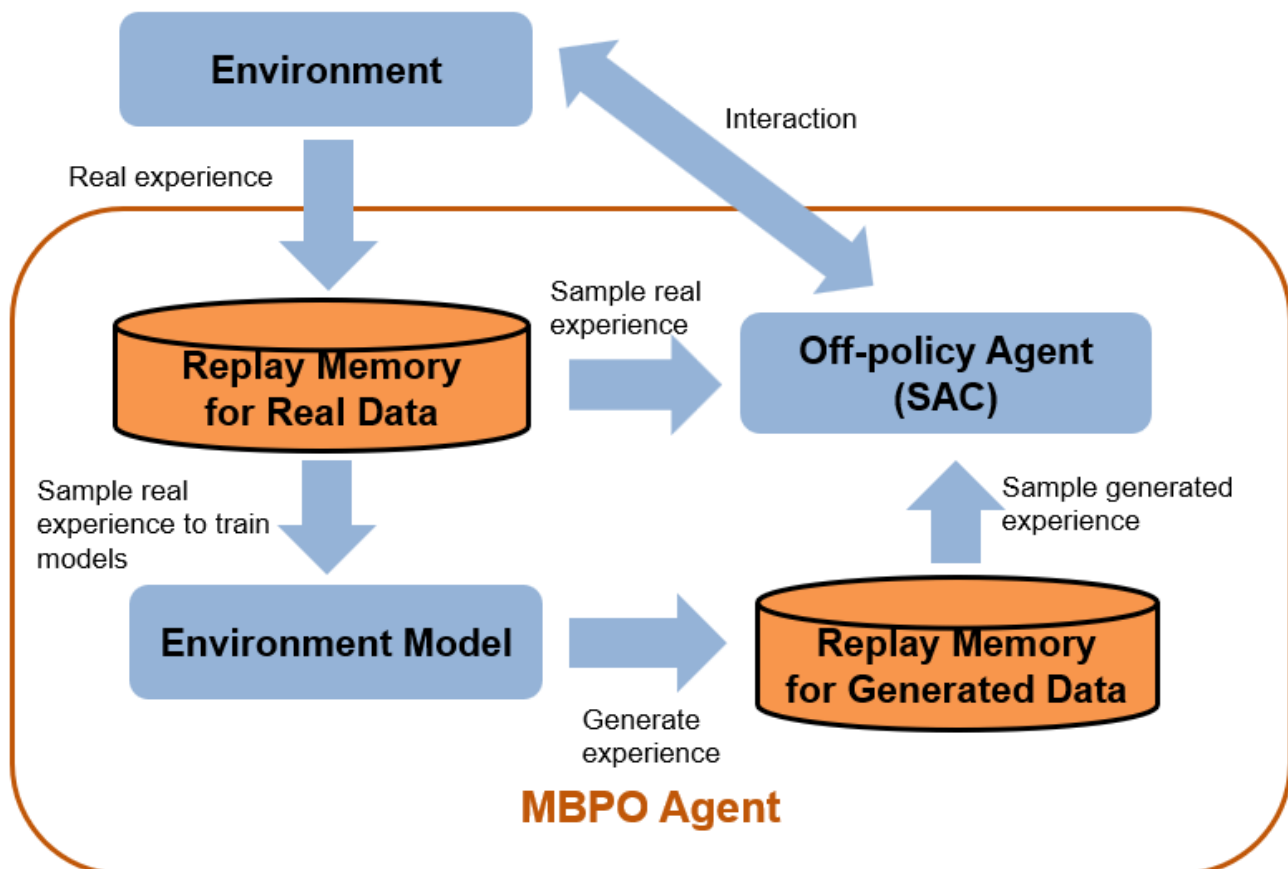 Environment
Interaction
Real experience
Sample real
experience
Replay Memory
for Real Data
Off-policy Agent
(SAC)
Sample real
experience to train
models
Sample generated
experience
Environment Model
Replay Memory
for Generated Data
Generate
experience
MBPO Agent